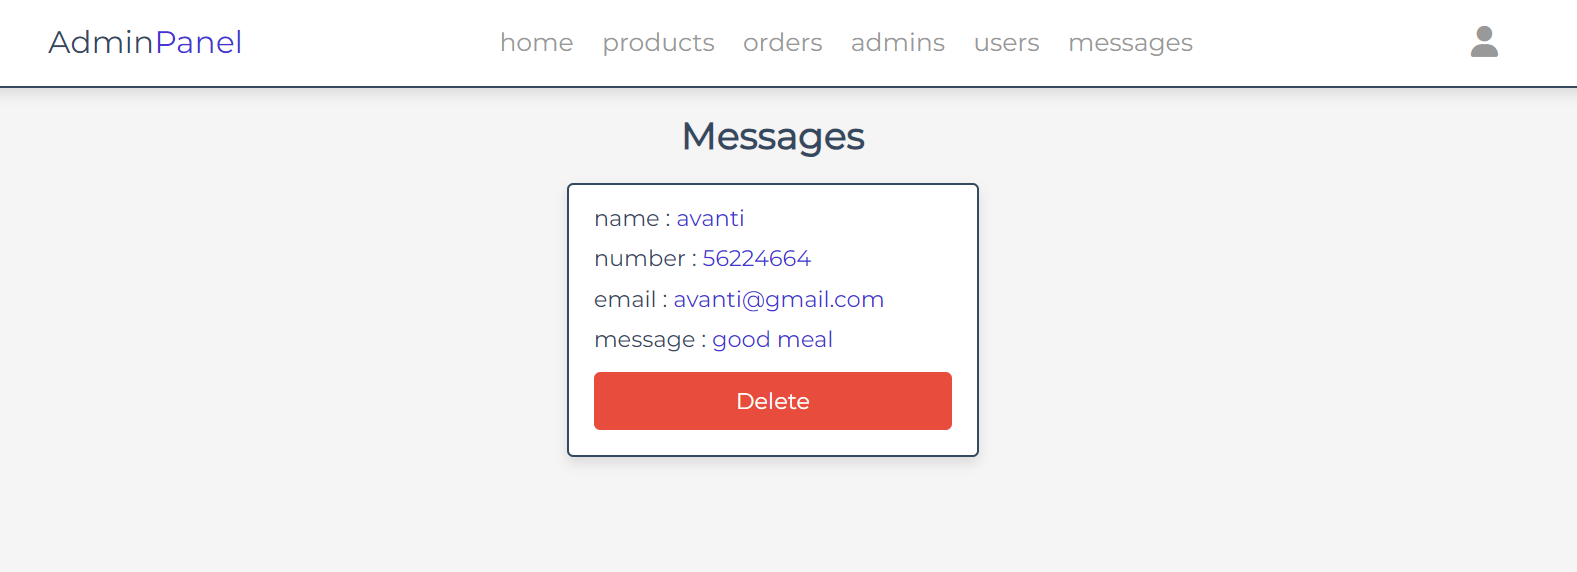 AdminPanel
home products orders admins users messages
Messages
name : avanti
number : 56224664
email : avanti@gmail.com
message : good meal
Delete